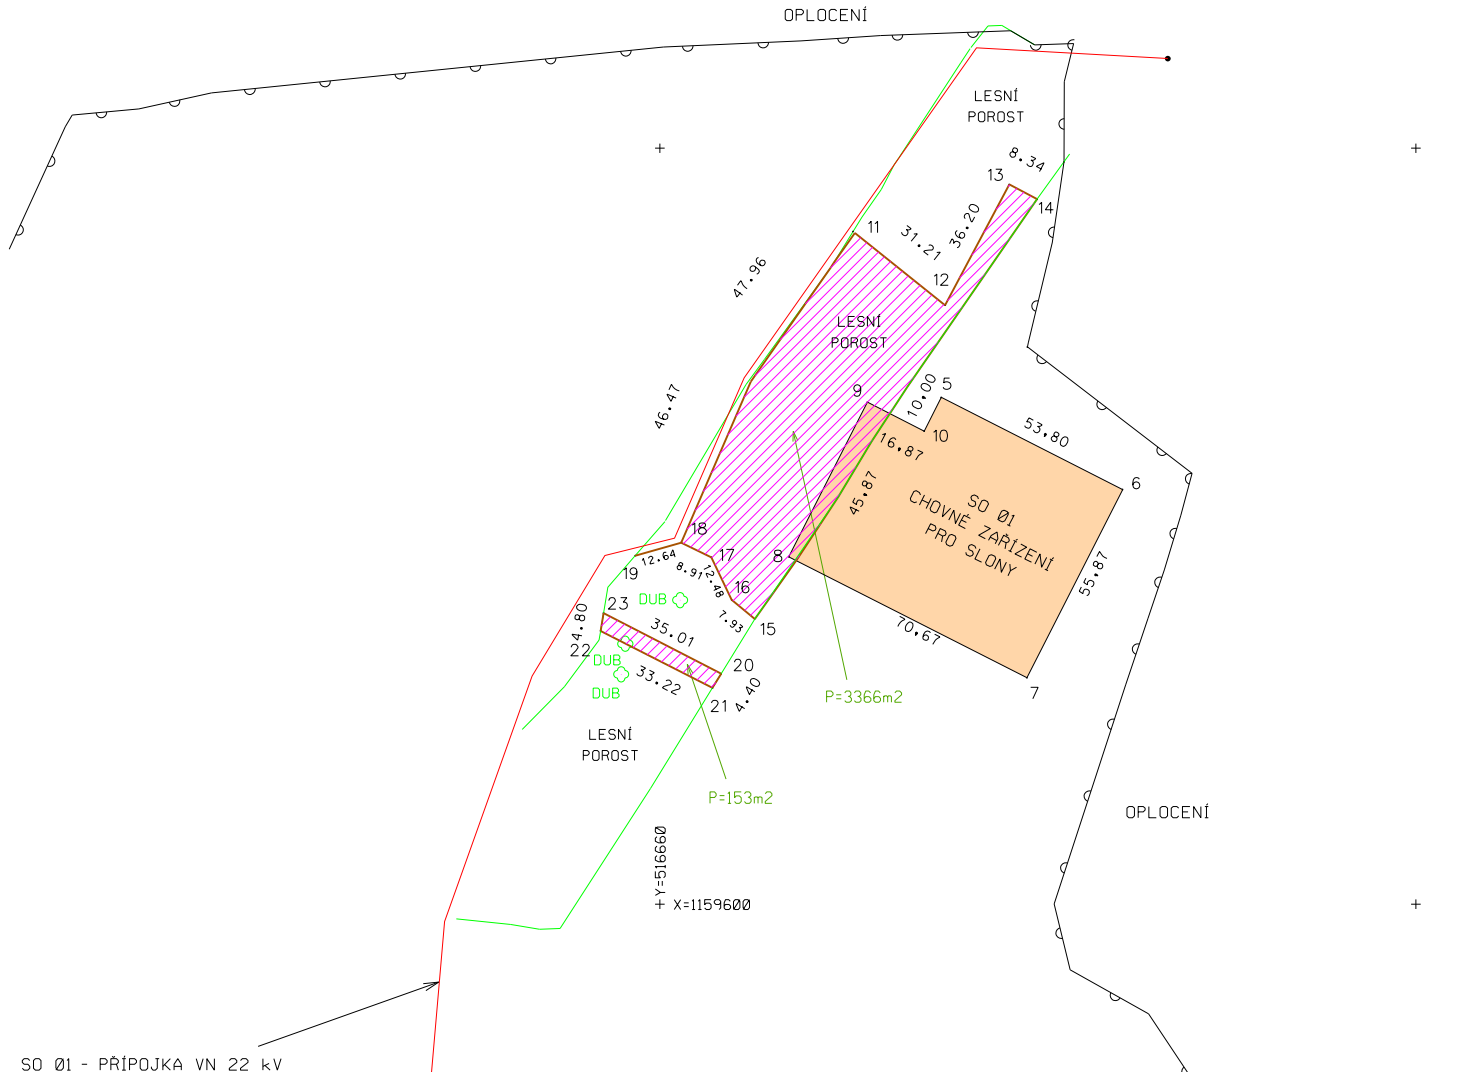 OPLOCENÍ
LESNÍ
POROST
8.34
13
14
36.20
11
31.21
12
47.96
LESNÍ
POROST
46.47
9
10.00
5
10
16,87
53,80
6
45,87
SO Ø1
CHOVNÉ ZAŘÍZENÍ
PRO SLONY
55,87
8
70,67
7
18
17
12.64
8.91
12.48
19
16
DUB
7.93
15
23
4.80
35.01
22
DUB
33.22
20
DUB
21
4.40
P=3366m2
LESNÍ
POROST
P=153m2
OPLOCENÍ
Y=516660
X=1159600
SO Ø1 - PŘÍPOJKA VN 22 kV